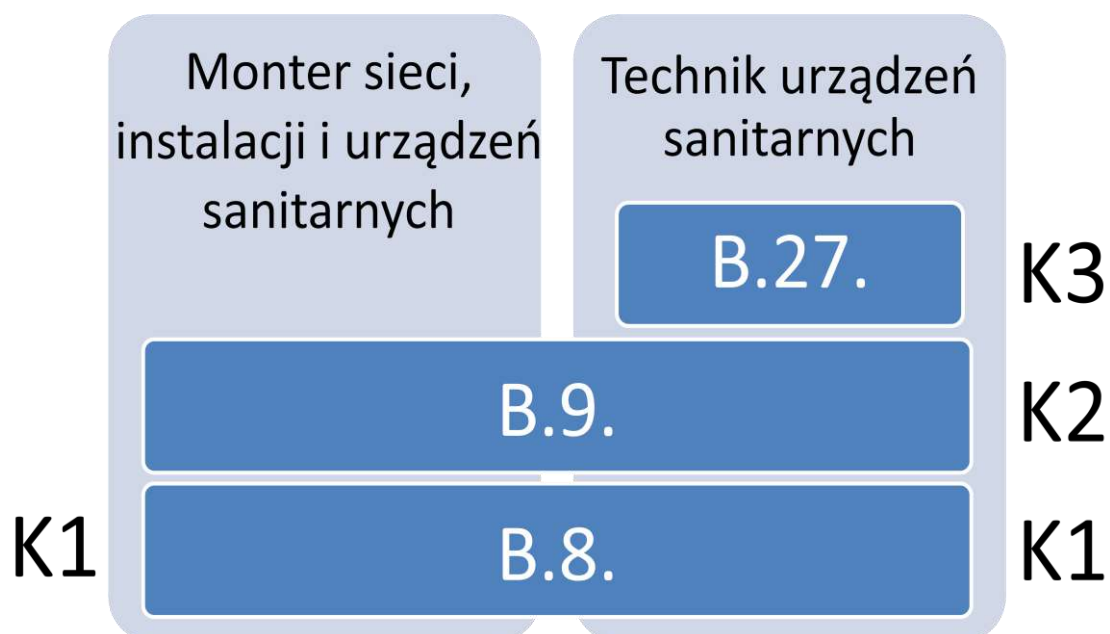 Monter sieci,
instalacji i urządzeń
sanitarnych
Technik urządzeń
sanitarnych
B.27.
K3
B.9.
K2
K1
B.8.
K1